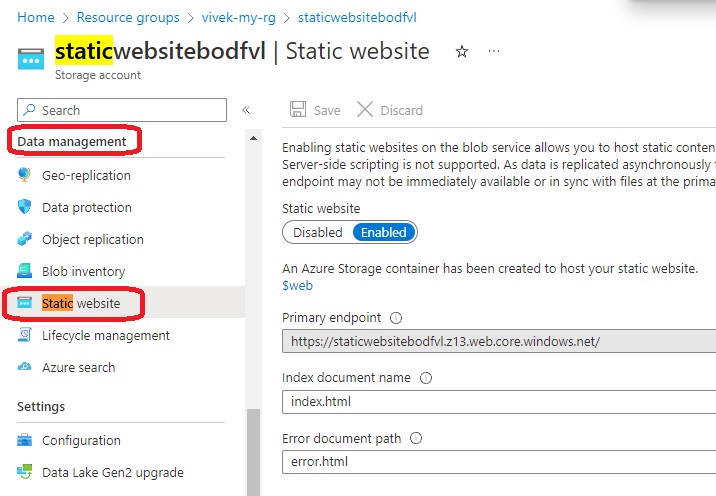 Home > Resource groups > vivek-my-rg > staticwebsitebodfvl
staticwebsitebodfvl | Static website ☆ ...
Storage account
Search
«
Save
Discard
Data management
Geo-replication
Data protection
Object replication
Blob inventory
Static website
Lifecycle management
Azure search
Settings
Configuration
Data Lake Gen2 upgrade
Enabling static websites on the blob service allows you to host static conten
Server-side scripting is not supported. As data is replicated asynchronously
endpoint may not be immediately available or in sync with files at the prima
Static website
Disabled Enabled
An Azure Storage container has been created to host your static website.
$web
Primary endpoint
https://staticwebsitebodfvl.z13.web.core.windows.net/
Index document name
index.html
Error document path
error.html